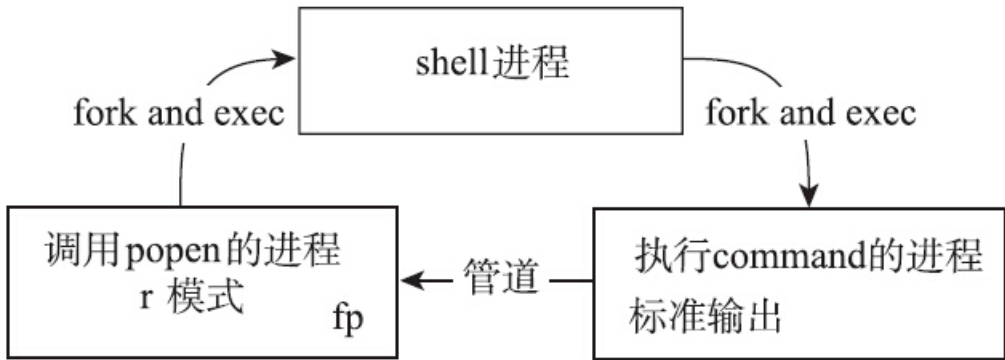 shell进程
fork and exec
fork and exec
调用popen的进程
r 模式
fp
管道
执行command的进程
标准输出